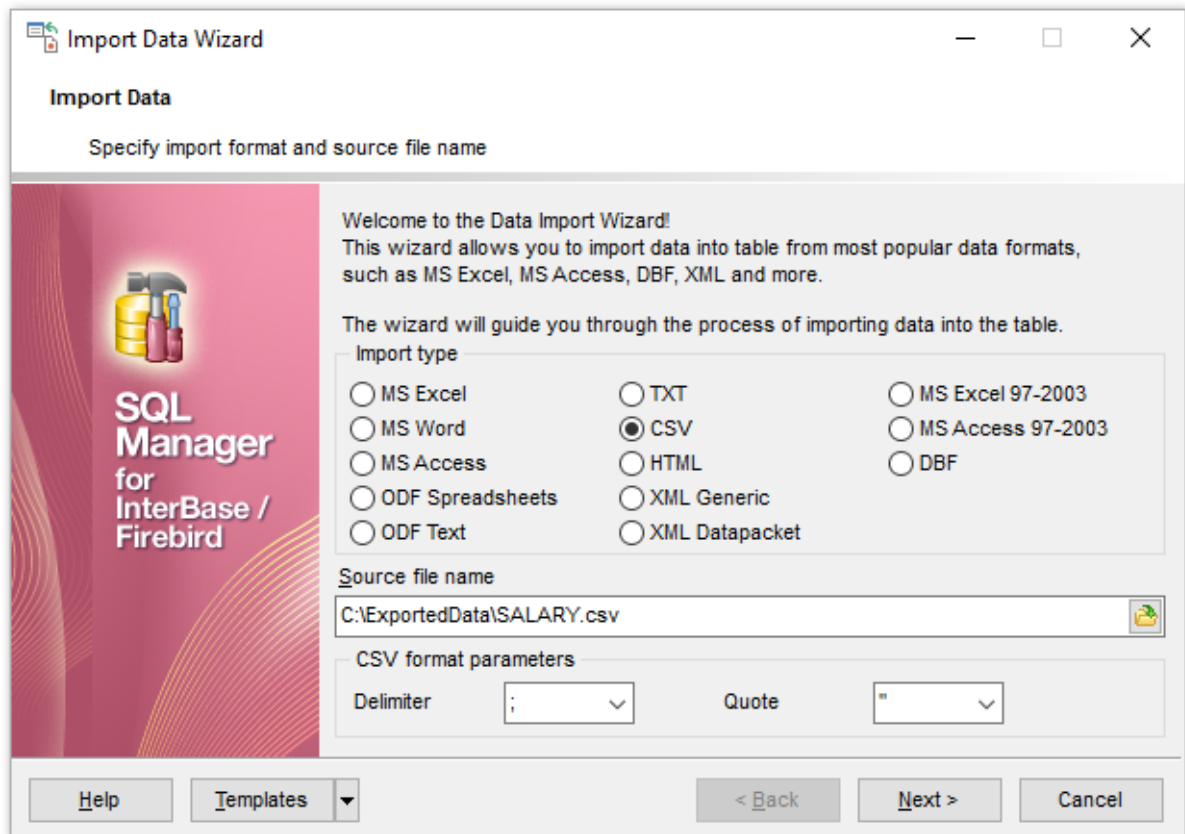 Import Data Wizard
Import Data
Specify import format and source file name
SQL
Manager
for
InterBase /
Firebird
Welcome to the Data Import Wizard!
This wizard allows you to import data into table from most popular data formats,
such as MS Excel, MS Access, DBF, XML and more.
The wizard will guide you through the process of importing data into the table.
Import type
MS Excel TXT MS Excel 97-2003
MS Word CSV MS Access 97-2003
MS Access HTML DBF
ODF Spreadsheets XML Generic
ODF Text XML Datapacket
Source file name
C:\ExportedData\SALARY.csv
CSV format parameters
Delimiter ; Quote "
Help Templates < Back Next > Cancel